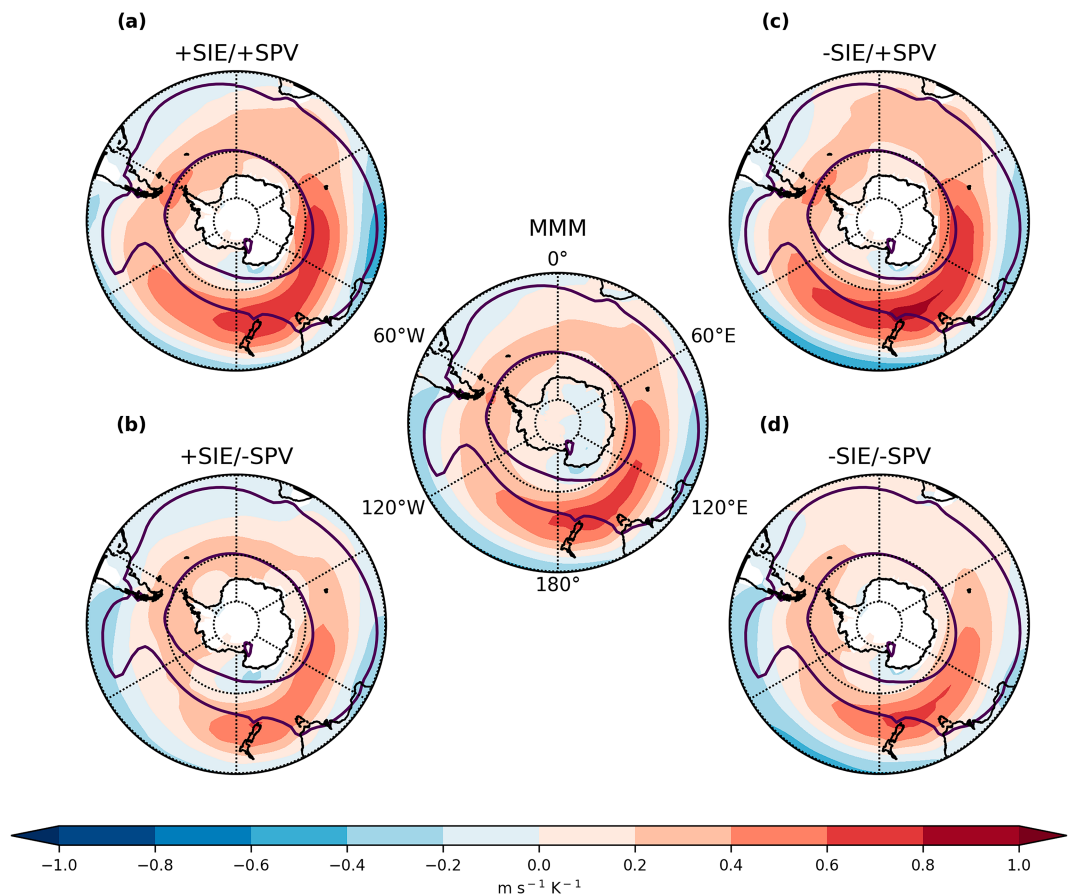 (a)
+SIE/+SPV
(c)
-SIE/+SPV
MMM
0°
60°W
60°E
120°W
120°E
180°
(b)
+SIE/-SPV
(d)
-SIE/-SPV
−1.0 −0.8 −0.6 −0.4 −0.2 0.0 0.2 0.4 0.6 0.8 1.0
m s⁻¹ K⁻¹